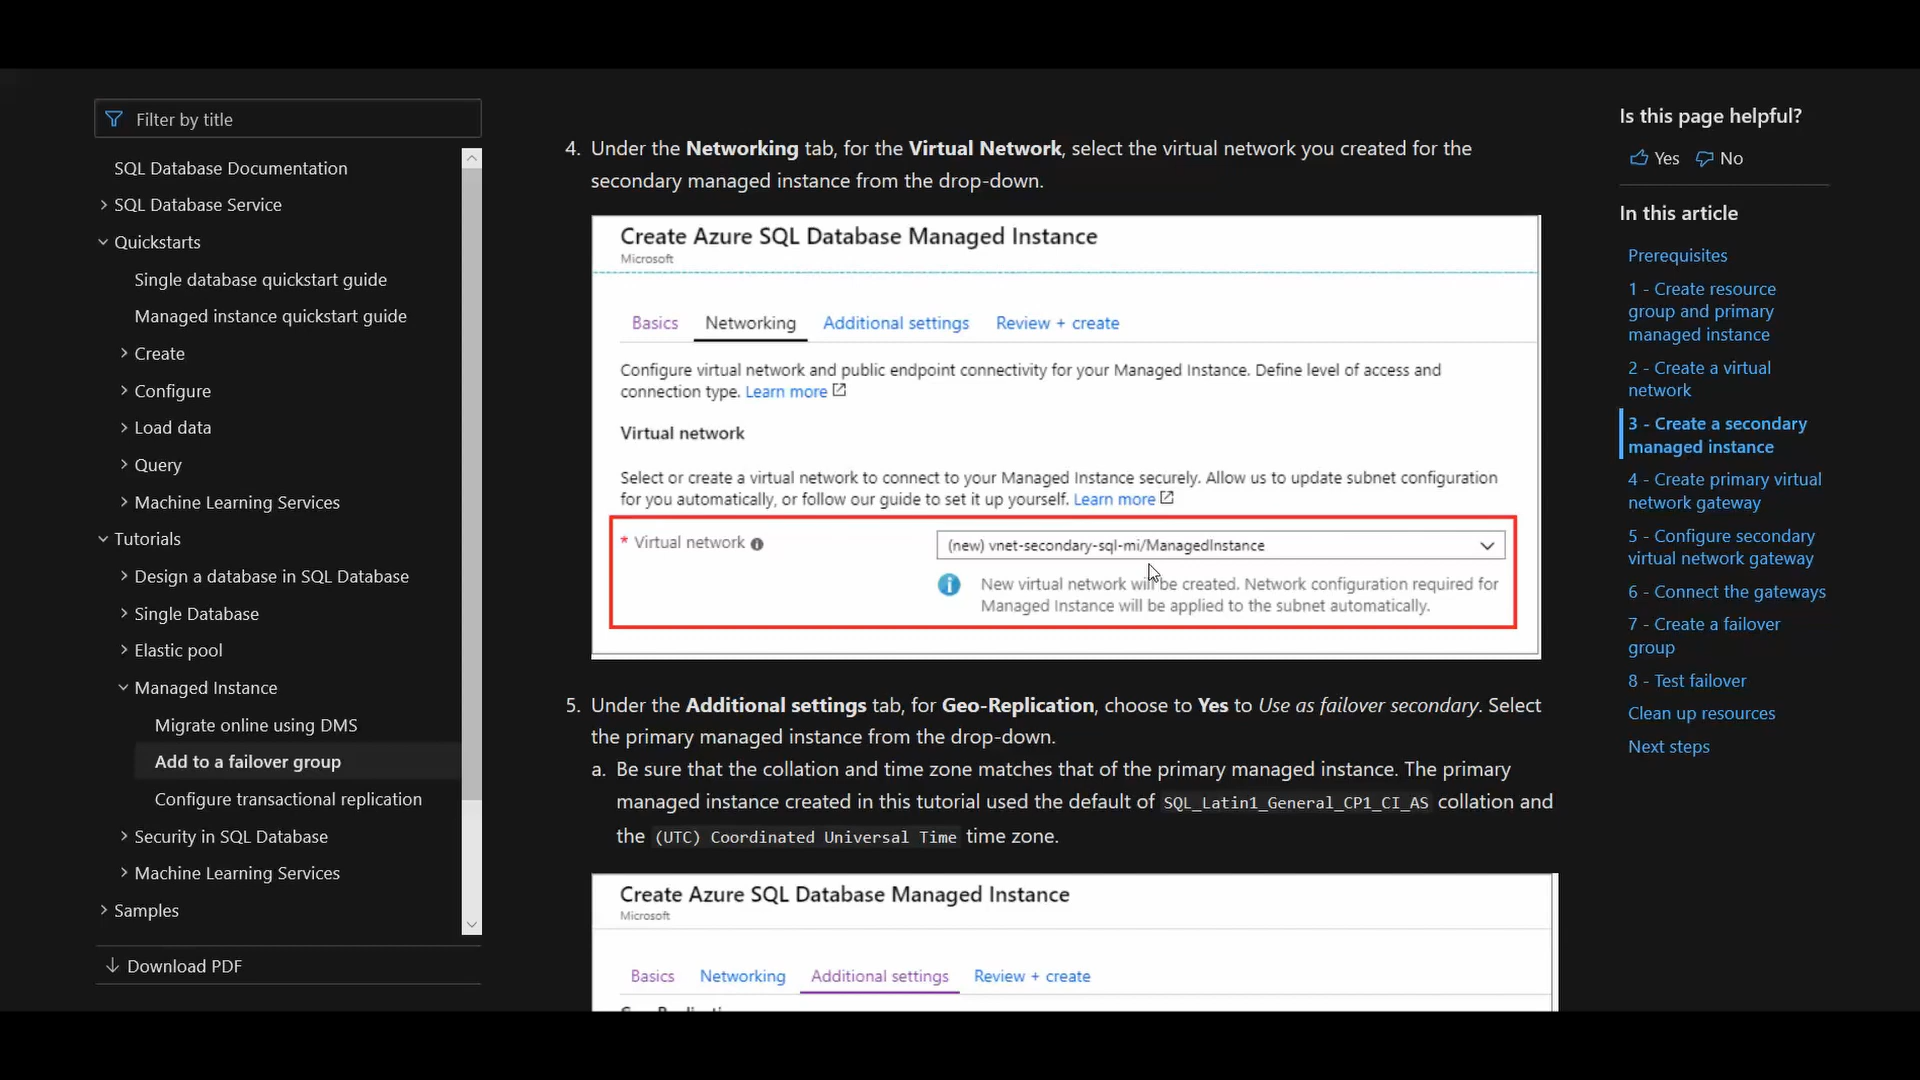 Filter by title
SQL Database Documentation
SQL Database Service
Quickstarts
Single database quickstart guide
Managed instance quickstart guide
Create
Configure
Load data
Query
Machine Learning Services
Tutorials
Design a database in SQL Database
Single Database
Elastic pool
Managed Instance
Migrate online using DMS
Add to a failover group
Configure transactional replication
Security in SQL Database
Machine Learning Services
Samples
Download PDF
4. Under the Networking tab, for the Virtual Network, select the virtual network you created for the
secondary managed instance from the drop-down.
Create Azure SQL Database Managed Instance
Microsoft
Basics Networking Additional settings Review + create
Configure virtual network and public endpoint connectivity for your Managed Instance. Define level of access and
connection type. Learn more
Virtual network
Select or create a virtual network to connect to your Managed Instance securely. Allow us to update subnet configuration
for you automatically, or follow our guide to set it up yourself. Learn more
* Virtual network (new) vnet-secondary-sql-mi/ManagedInstance
New virtual network will be created. Network configuration required for
Managed Instance will be applied to the subnet automatically.
5. Under the Additional settings tab, for Geo-Replication, choose to Yes to Use as failover secondary. Select
the primary managed instance from the drop-down.
a. Be sure that the collation and time zone matches that of the primary managed instance. The primary
managed instance created in this tutorial used the default of SQL_Latin1_General_CP1_CI_AS collation and
the (UTC) Coordinated Universal Time time zone.
Create Azure SQL Database Managed Instance
Microsoft
Basics Networking Additional settings Review + create
Is this page helpful?
Yes No
In this article
Prerequisites
1 - Create resource
group and primary
managed instance
2 - Create a virtual
network
3 - Create a secondary
managed instance
4 - Create primary virtual
network gateway
5 - Configure secondary
virtual network gateway
6 - Connect the gateways
7 - Create a failover
group
8 - Test failover
Clean up resources
Next steps